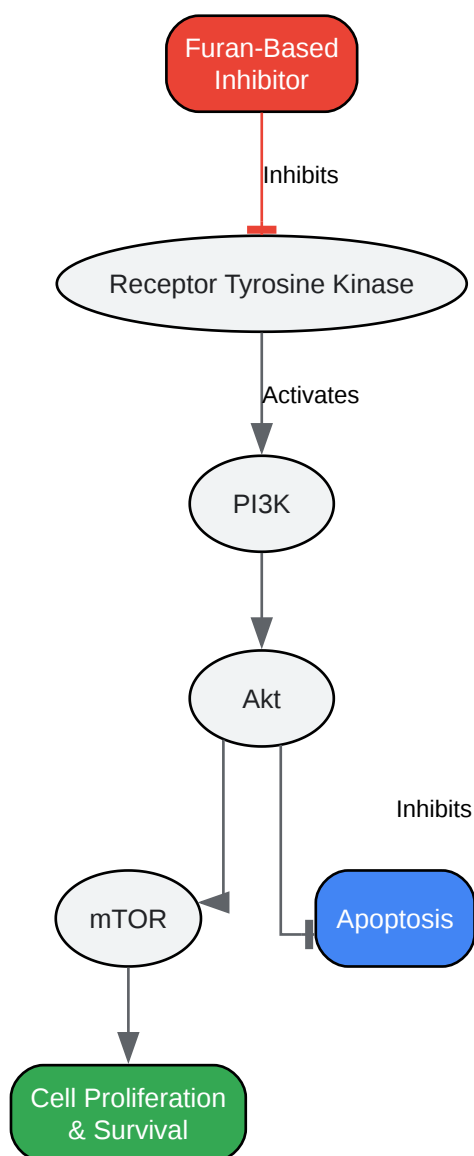 Furan-Based
Inhibitor
Inhibits
Receptor Tyrosine Kinase
Activates
PI3K
Akt
Inhibits
mTOR
Apoptosis
Cell Proliferation
& Survival